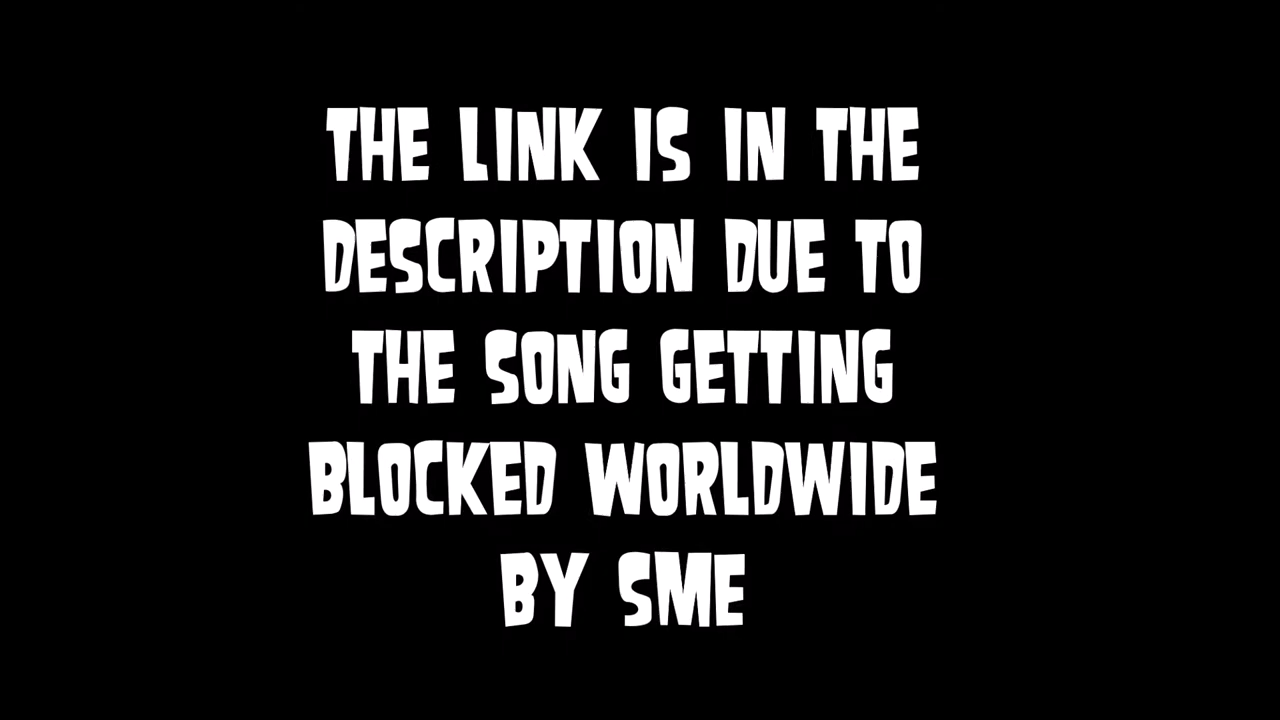 THE LINK IS IN THE
DESCRIPTION DUE TO
THE SONG GETTING
BLOCKED WORLDWIDE
BY SME